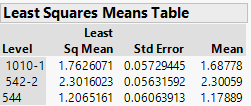 Least Squares Means Table
Least
Level Sq Mean Std Error Mean
1010-1 1.7626071 0.05729445 1.68778
542-2 2.3016023 0.05631592 2.30059
544 1.2065161 0.06063913 1.17889